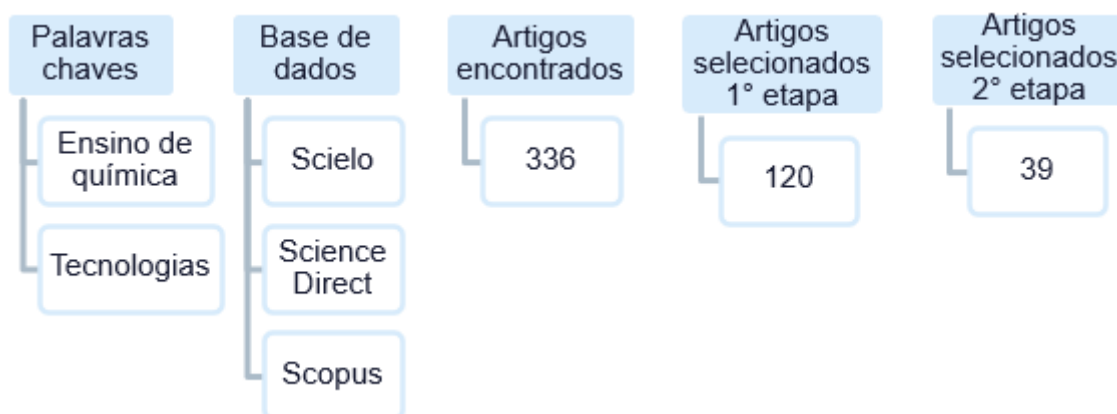 Palavras
chaves
Ensino de
química
Tecnologias
Base de
dados
Scielo
Science
Direct
Scopus
Artigos
encontrados
336
Artigos
selecionados
1° etapa
120
Artigos
selecionados
2° etapa
39